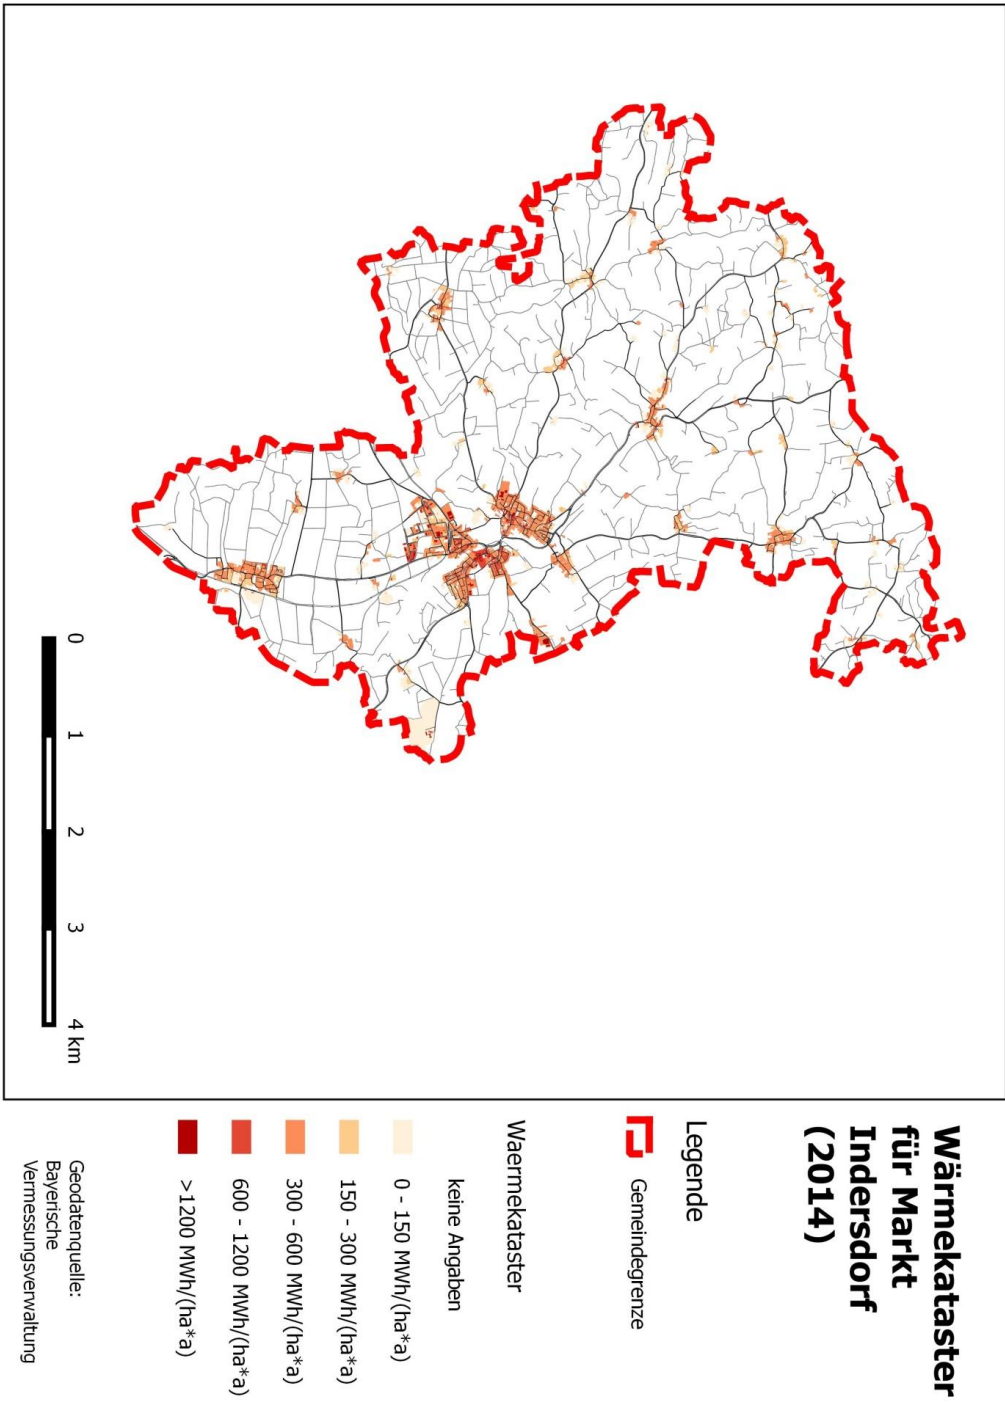 Wärmekataster
für Markt
Indersdorf
(2014)
Legende
Gemeindegrenze
Waermekataster
keine Angaben
0 - 150 MWh/(ha*a)
150 - 300 MWh/(ha*a)
300 - 600 MWh/(ha*a)
600 - 1200 MWh/(ha*a)
>1200 MWh/(ha*a)
Geodatenquelle:
Bayerische
Vermessungsverwaltung
0 1 2 3 4 km